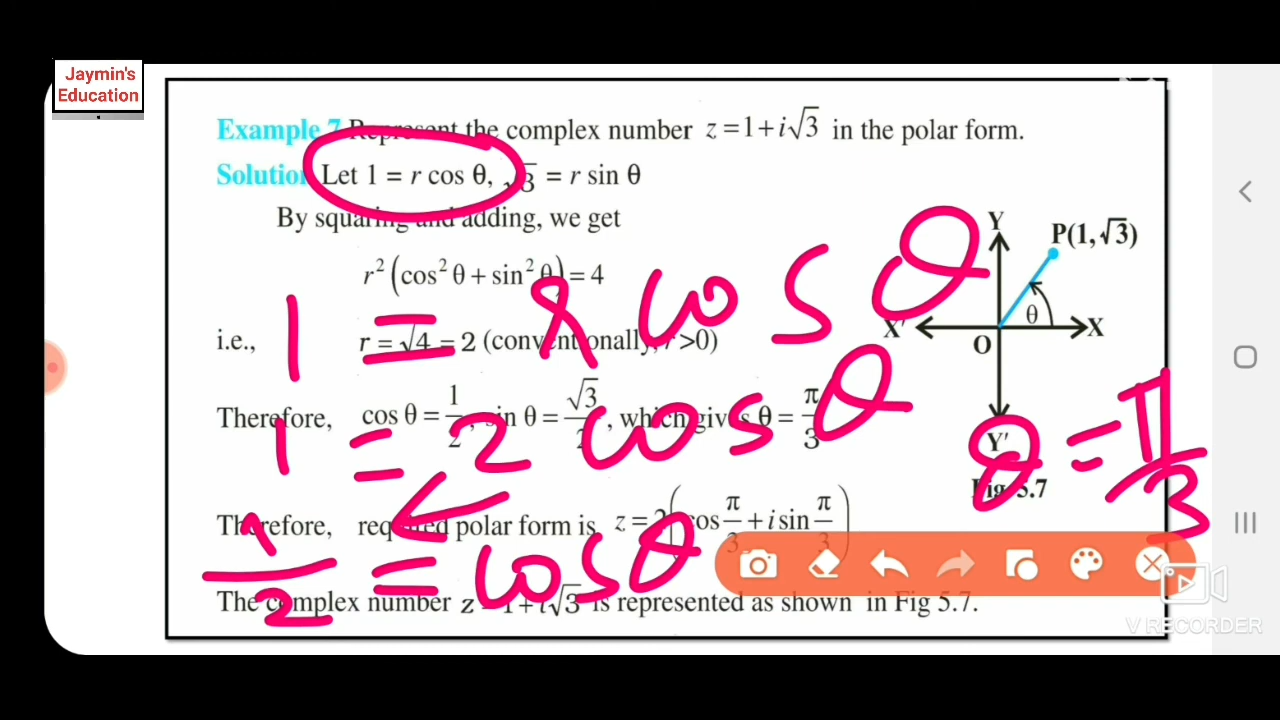 Jaymin's
Education
Example 7 Represent the complex number z = 1 + i√3 in the polar form.
Solution Let 1 = r cos θ, √3 = r sin θ
By squaring and adding, we get
r² (cos² θ + sin² θ) = 4
i.e., r = √4 = 2 (conventionally, r >0)
Therefore, cos θ = 1/2, sin θ = √3/2, which gives θ = π/3
Therefore, required polar form is z = 2(cos π/3 + i sin π/3)
The complex number z = 1 + i√3 is represented as shown in Fig 5.7.
Y
P(1, √3)
θ
X′
X
O
Y′
Fig 5.7
1 = r cos θ
1 = 2 cos θ
1/2 = cos θ
θ = π/3
V RECORDER